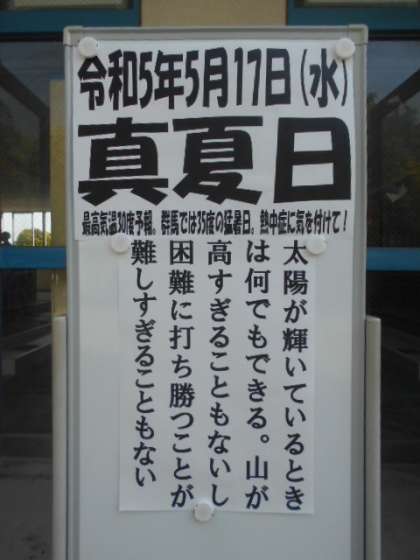 令和5年5月17日(水)
真夏日
最高気温30度予報。群馬では35度の猛暑日。熱中症に気を付けて!
太陽が輝いているとき
は何でもできる。山が
高すぎることもないし
困難に打ち勝つことが
難しすぎることもない